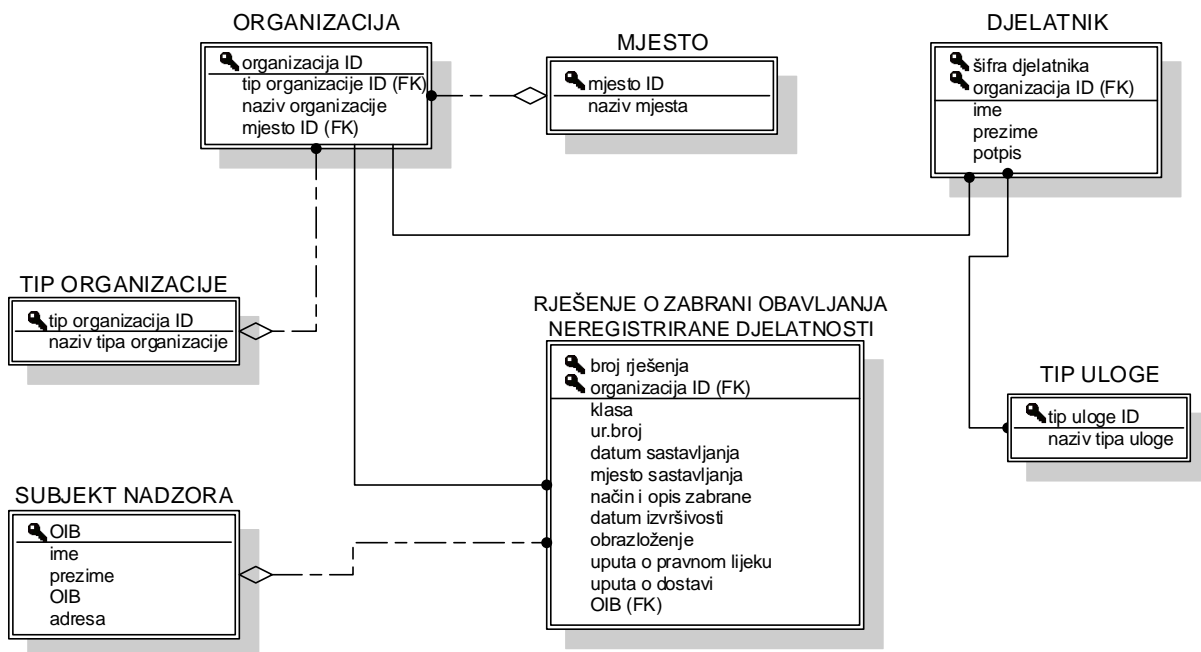 ORGANIZACIJA
organizacija ID
tip organizacije ID (FK)
naziv organizacije
mjesto ID (FK)
MJESTO
mjesto ID
naziv mjesta
DJELATNIK
šifra djelatnika
organizacija ID (FK)
ime
prezime
potpis
TIP ORGANIZACIJE
tip organizacija ID
naziv tipa organizacije
RJEŠENJE O ZABRANI OBAVLJANJA
NEREGISTRIRANE DJELATNOSTI
broj rješenja
organizacija ID (FK)
klasa
ur.broj
datum sastavljanja
mjesto sastavljanja
način i opis zabrane
datum izvršivosti
obrazloženje
uputa o pravnom lijeku
uputa o dostavi
OIB (FK)
TIP ULOGE
tip uloge ID
naziv tipa uloge
SUBJEKT NADZORA
OIB
ime
prezime
OIB
adresa